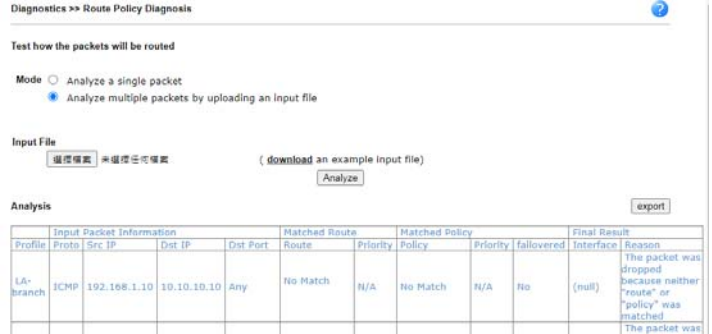 Diagnostics >> Route Policy Diagnosis
?
Test how the packets will be routed
Mode Analyze a single packet
Analyze multiple packets by uploading an input file
Input File
選擇檔案 未選擇任何檔案 ( download an example input file)
Analyze
Analysis export
Input Packet Information Matched Route Matched Policy Final Result
Profile Proto Src IP Dst IP Dst Port Route Priority Policy Priority failovered Interface Reason
LA-branch ICMP 192.168.1.10 10.10.10.10 Any No Match N/A No Match N/A No (null) The packet was dropped because neither "route" or "policy" was matched
The packet was